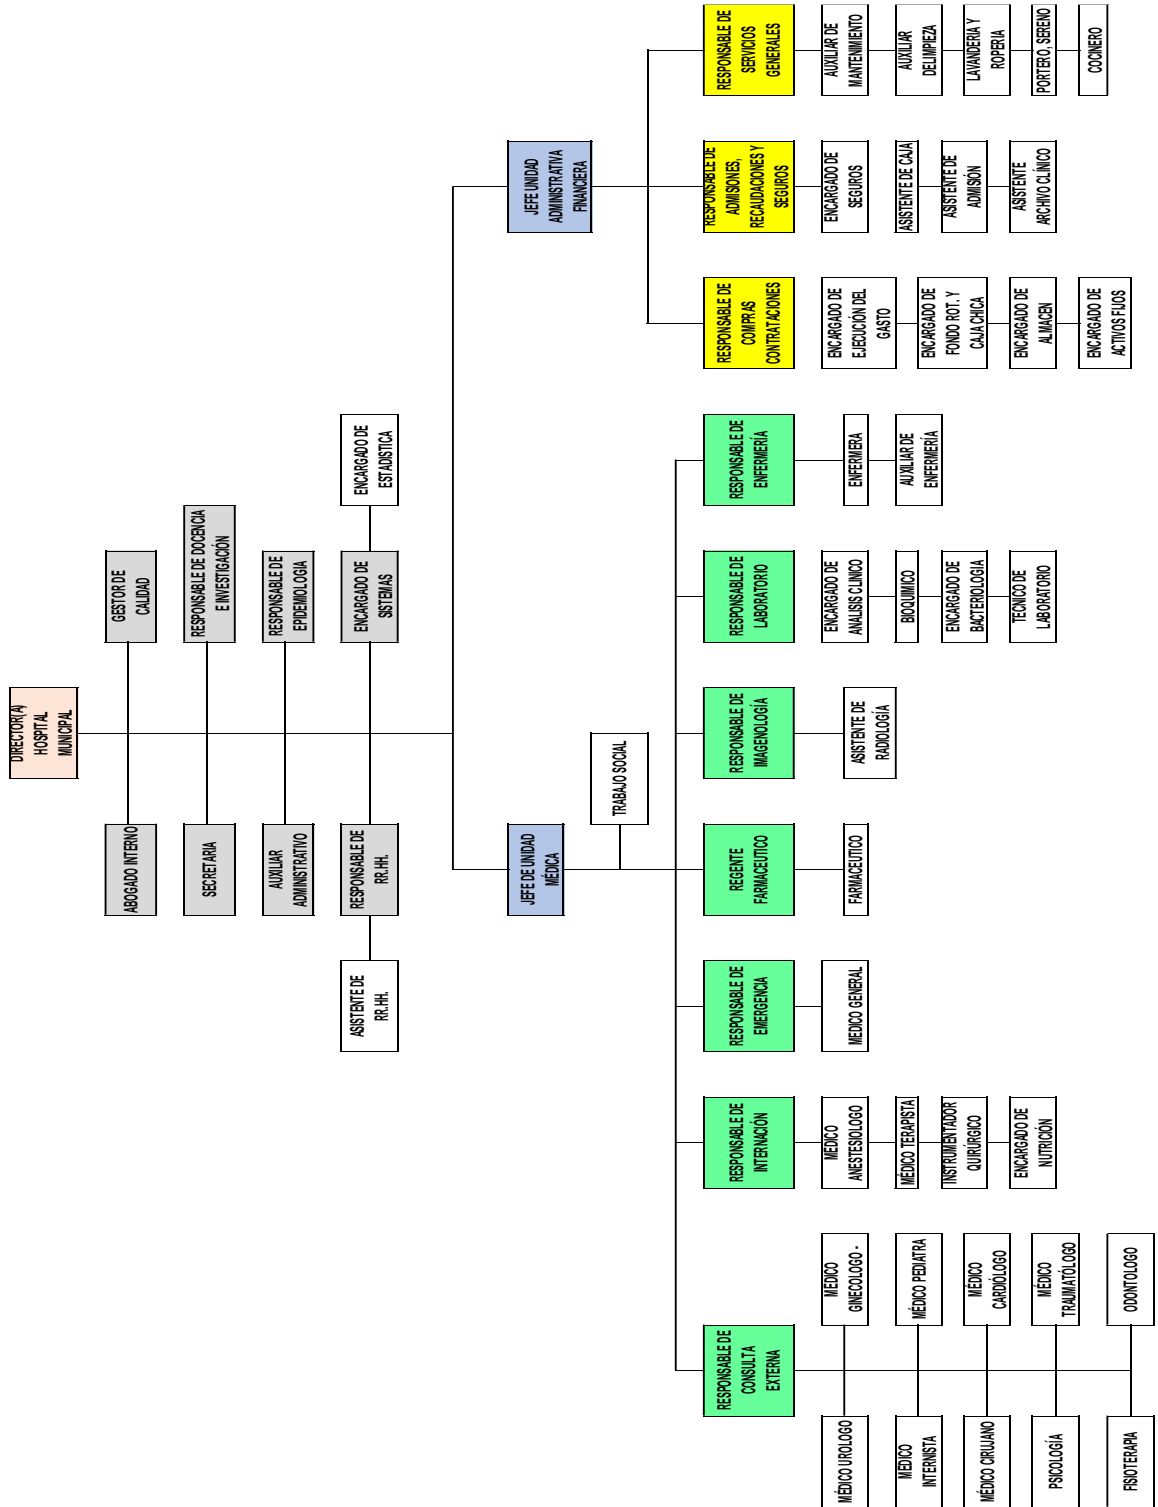 DIRECTOR(A)
HOSPITAL
MUNICIPAL
ABOGADO INTERNO
GESTOR DE
CALIDAD
SECRETARIA
RESPONSABLE DE DOCENCIA
E INVESTIGACIÓN
AUXILIAR
ADMINISTRATIVO
RESPONSABLE DE
EPIDEMIOLOGIA
ASISTENTE DE
RR.HH.
RESPONSABLE DE
RR.HH.
ENCARGADO DE
SISTEMAS
ENCARGADO DE
ESTADISTICA
JEFE DE UNIDAD
MÉDICA
JEFE UNIDAD
ADMINISTRATIVA
FINANCIERA
TRABAJO SOCIAL
RESPONSABLE DE
CONSULTA
EXTERNA
RESPONSABLE DE
INTERNACIÓN
RESPONSABLE DE
EMERGENCIA
REGENTE
FARMACEUTICO
RESPONSABLE DE
IMAGENOLOGÍA
RESPONSABLE DE
LABORATORIO
RESPONSABLE DE
ENFERMERÍA
RESPONSABLE DE
COMPRAS
CONTRATACIONES
RESPONSABLE DE
ADMISIONES,
RECAUDACIONES Y
SEGUROS
RESPONSABLE DE
SERVICIOS
GENERALES
MÉDICO UROLOGO
MÉDICO
GINECOLOGO -
MÉDICO
INTERNISTA
MÉDICO PEDIATRA
MÉDICO CIRUJANO
MÉDICO
CARDIÓLOGO
PSICOLOGÍA
MÉDICO
TRAUMATÓLOGO
FISIOTERAPIA
ODONTOLOGO
MÉDICO
ANESTESIOLOGO
MÉDICO TERAPISTA
INSTRUMENTADOR
QUIRÚRGICO
ENCARGADO DE
NUTRICIÓN
MEDICO GENERAL
FARMACEUTICO
ASISTENTE DE
RADIOLOGÍA
ENCARGADO DE
ANALISIS CLINICO
BIOQUIMICO
ENCARGADO DE
BACTERIOLOGIA
TECNICO DE
LABORATORIO
ENFERMERA
AUXILIAR DE
ENFERMERÍA
ENCARGADO DE
EJECUCIÓN DEL
GASTO
ENCARGADO DE
FONDO ROT. Y
CAJA CHICA
ENCARGADO DE
ALMACEN
ENCARGADO DE
ACTIVOS FIJOS
ENCARGADO DE
SEGUROS
ASISTENTE DE CAJA
ASISTENTE DE
ADMISIÓN
ASISTENTE
ARCHIVO CLÍNICO
AUXILIAR DE
MANTENIMIENTO
AUXILIAR
DELIMPIEZA
LAVANDERIA Y
ROPERIA
PORTERO, SERENO
COCINERO